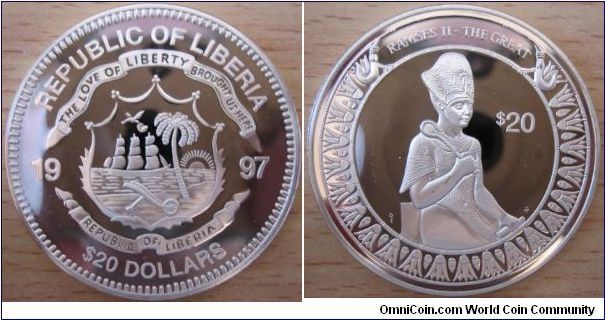 REPUBLIC OF LIBERIA
THE LOVE OF LIBERTY BROUGHT US HERE
19 97
REPUBLIC OF LIBERIA
$20 DOLLARS
RAMSES II - THE GREAT
$20
OmniCoin.com World Coin Community